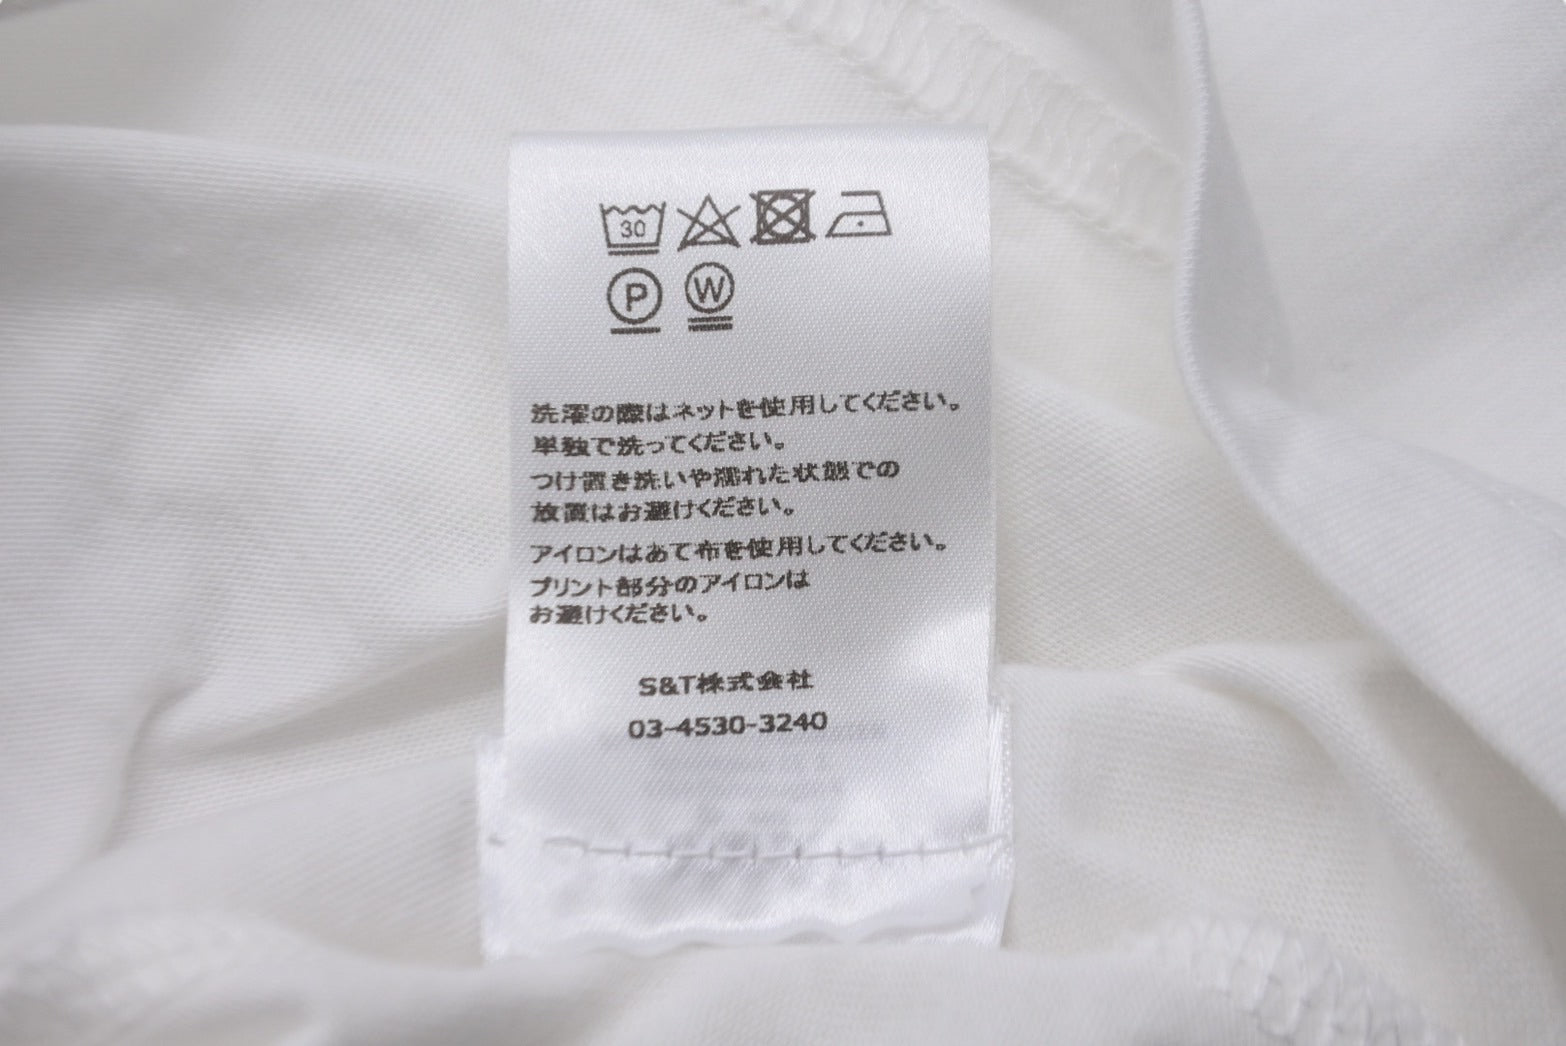 30
P W
洗濯の際はネットを使用してください。
単独で洗ってください。
つけ置き洗いや濡れた状態での
放置はお避けください。
アイロンはあて布を使用してください。
プリント部分のアイロンは
お避けください。
S&T株式会社
03-4530-3240